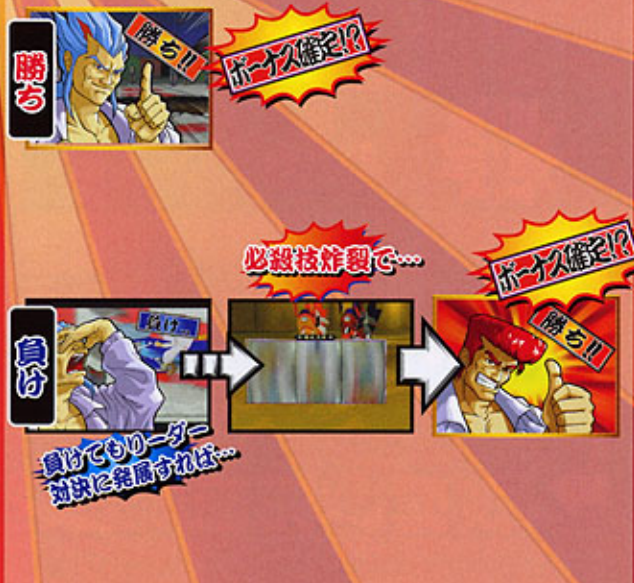 勝ち
勝ち!!
ボーナス確定!?
必殺技炸裂で…
ボーナス確定!?
負け
負け…
勝ち!!
負けてもリーダー
対決に発展すれば…